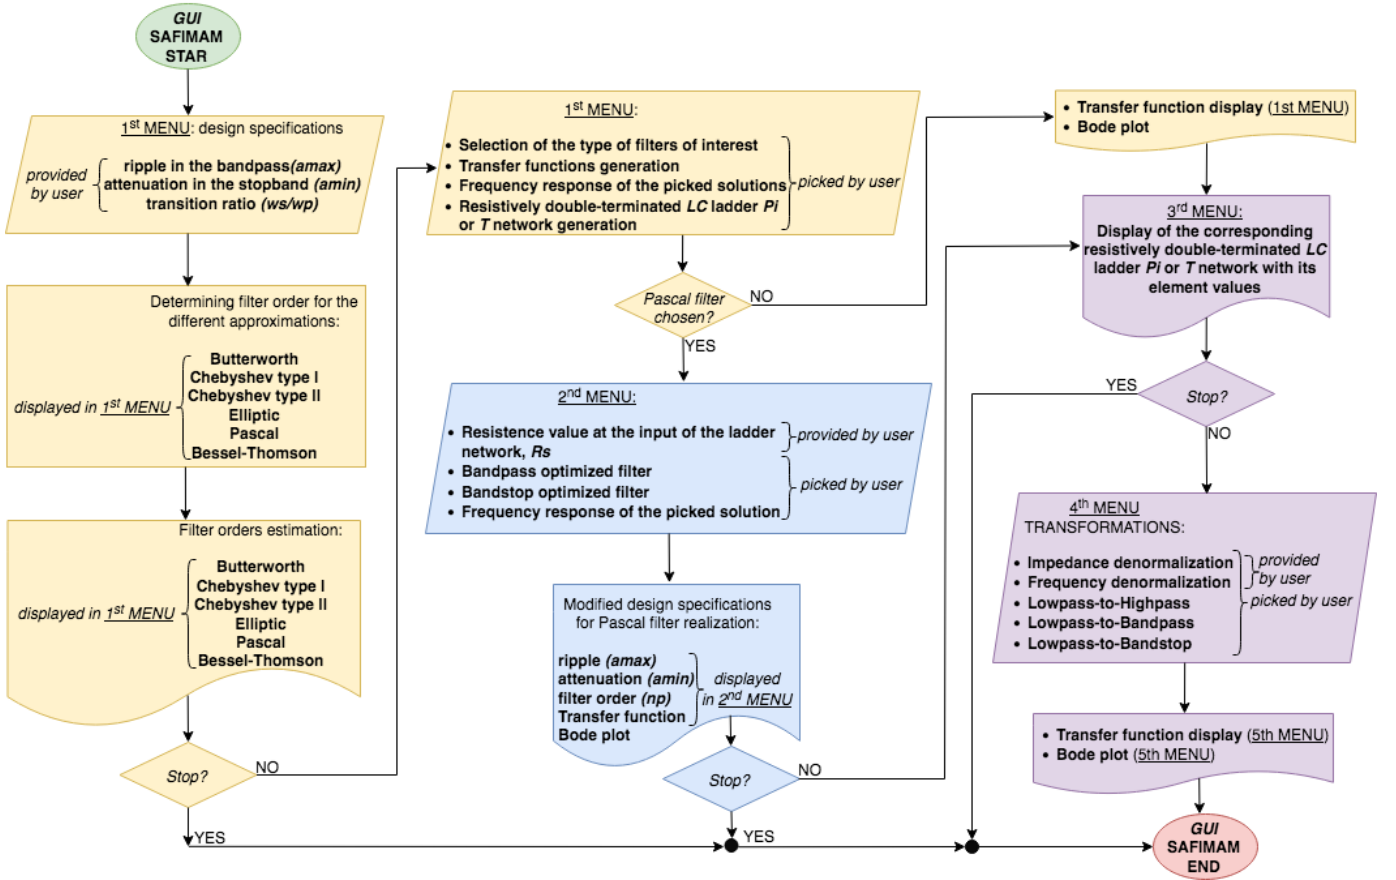 GUI
SAFIMAM
STAR
1st MENU: design specifications
provided
by user
ripple in the bandpass(amax)
attenuation in the stopband (amin)
transition ratio (ws/wp)
Determining filter order for the
different approximations:
displayed in 1st MENU
Butterworth
Chebyshev type I
Chebyshev type II
Elliptic
Pascal
Bessel-Thomson
Filter orders estimation:
displayed in 1st MENU
Butterworth
Chebyshev type I
Chebyshev type II
Elliptic
Pascal
Bessel-Thomson
Stop?
NO
YES
1st MENU:
• Selection of the type of filters of interest
• Transfer functions generation
• Frequency response of the picked solutions
• Resistively double-terminated LC ladder Pi
or T network generation
picked by user
Pascal filter
chosen?
NO
YES
2nd MENU:
• Resistence value at the input of the ladder
network, Rs
provided by user
• Bandpass optimized filter
• Bandstop optimized filter
• Frequency response of the picked solution
picked by user
Modified design specifications
for Pascal filter realization:
ripple (amax)
attenuation (amin)
filter order (np)
Transfer function
Bode plot
displayed
in 2nd MENU
Stop?
NO
YES
• Transfer function display (1st MENU)
• Bode plot
3rd MENU:
Display of the corresponding
resistively double-terminated LC
ladder Pi or T network with its
element values
Stop?
YES
NO
4th MENU
TRANSFORMATIONS:
• Impedance denormalization
• Frequency denormalization
provided
by user
• Lowpass-to-Highpass
• Lowpass-to-Bandpass
• Lowpass-to-Bandstop
picked by user
• Transfer function display (5th MENU)
• Bode plot (5th MENU)
GUI
SAFIMAM
END